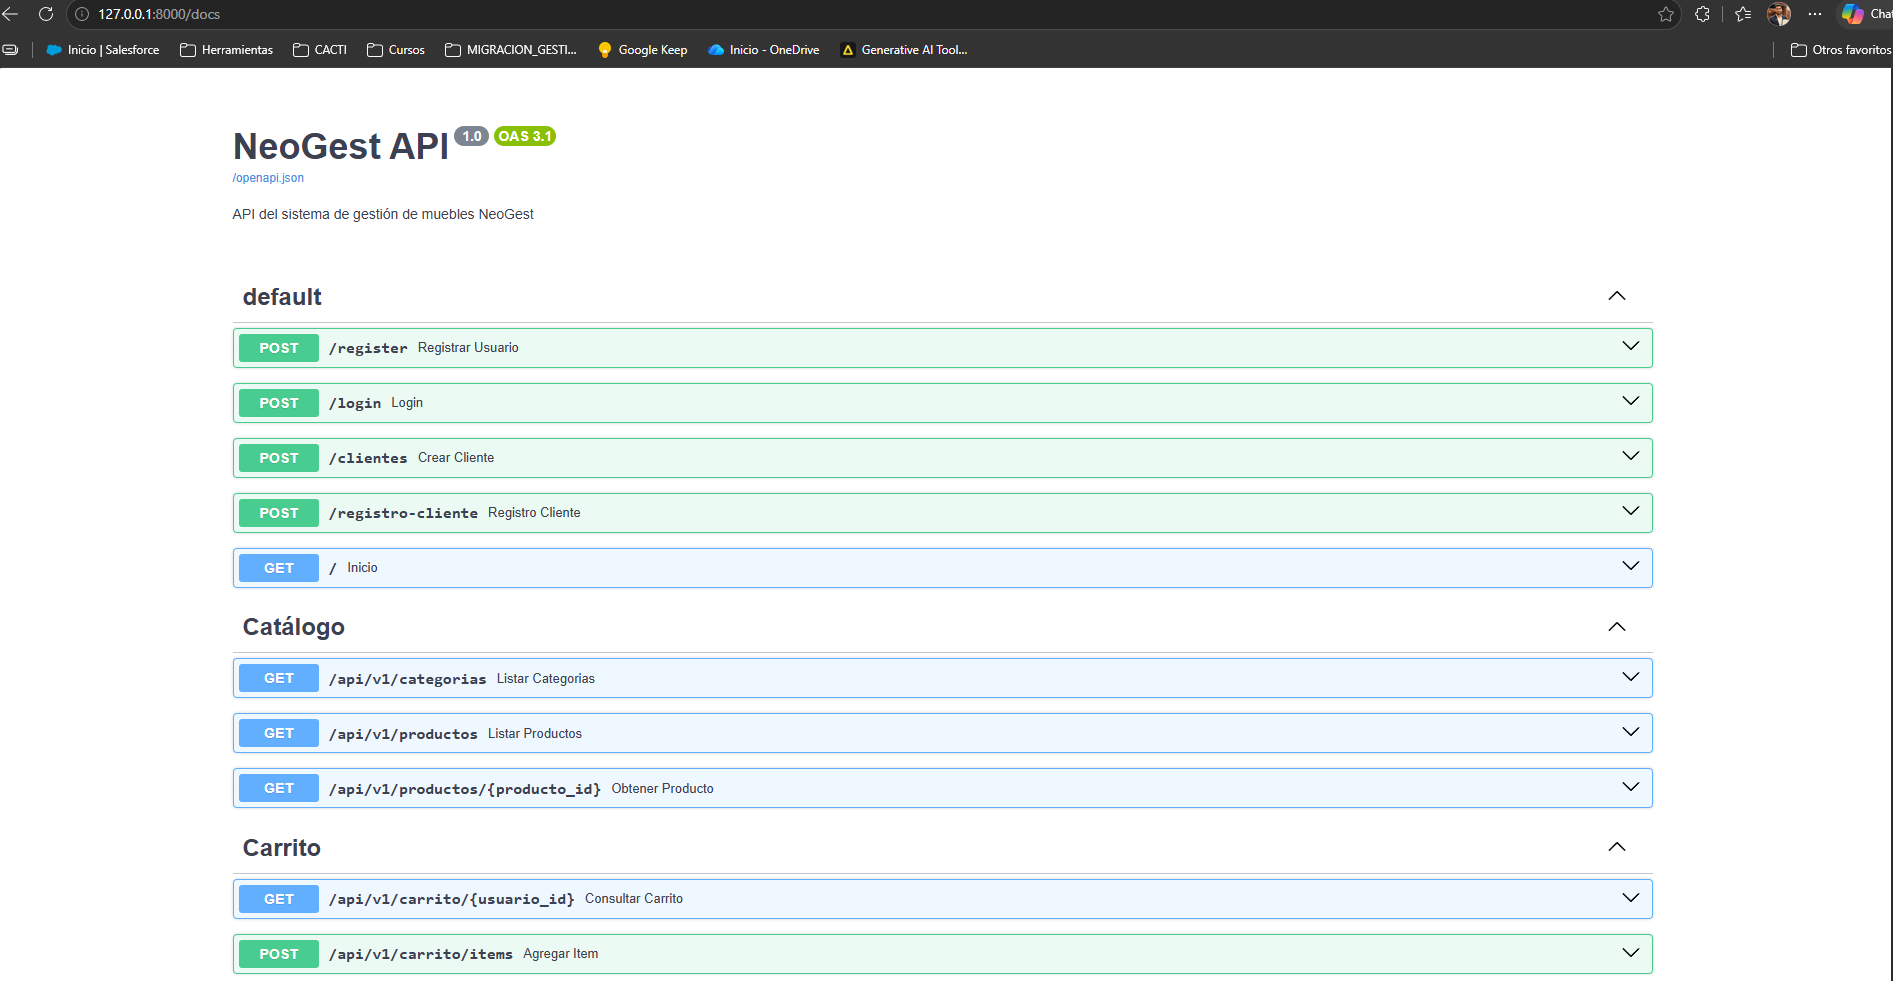 127.0.0.1:8000/docs
Chat
Inicio | Salesforce
Herramientas
CACTI
Cursos
MIGRACION_GESTI...
Google Keep
Inicio - OneDrive
Generative AI Tool...
Otros favoritos
NeoGest API 1.0 OAS 3.1
/openapi.json
API del sistema de gestión de muebles NeoGest
default
POST /register Registrar Usuario
POST /login Login
POST /clientes Crear Cliente
POST /registro-cliente Registro Cliente
GET / Inicio
Catálogo
GET /api/v1/categorias Listar Categorias
GET /api/v1/productos Listar Productos
GET /api/v1/productos/{producto_id} Obtener Producto
Carrito
GET /api/v1/carrito/{usuario_id} Consultar Carrito
POST /api/v1/carrito/items Agregar Item